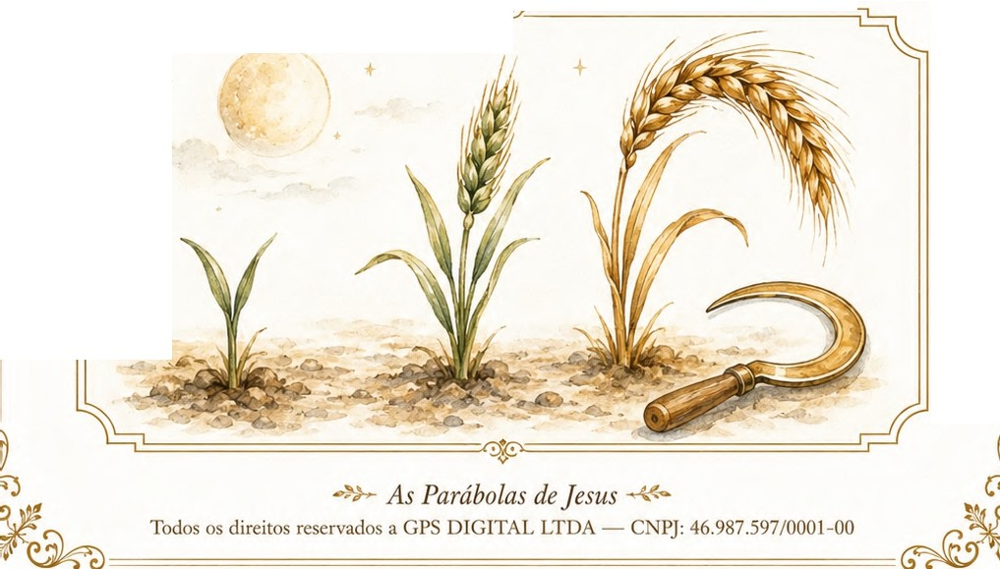 As Parábolas de Jesus
Todos os direitos reservados a GPS DIGITAL LTDA — CNPJ: 46.987.597/0001-00